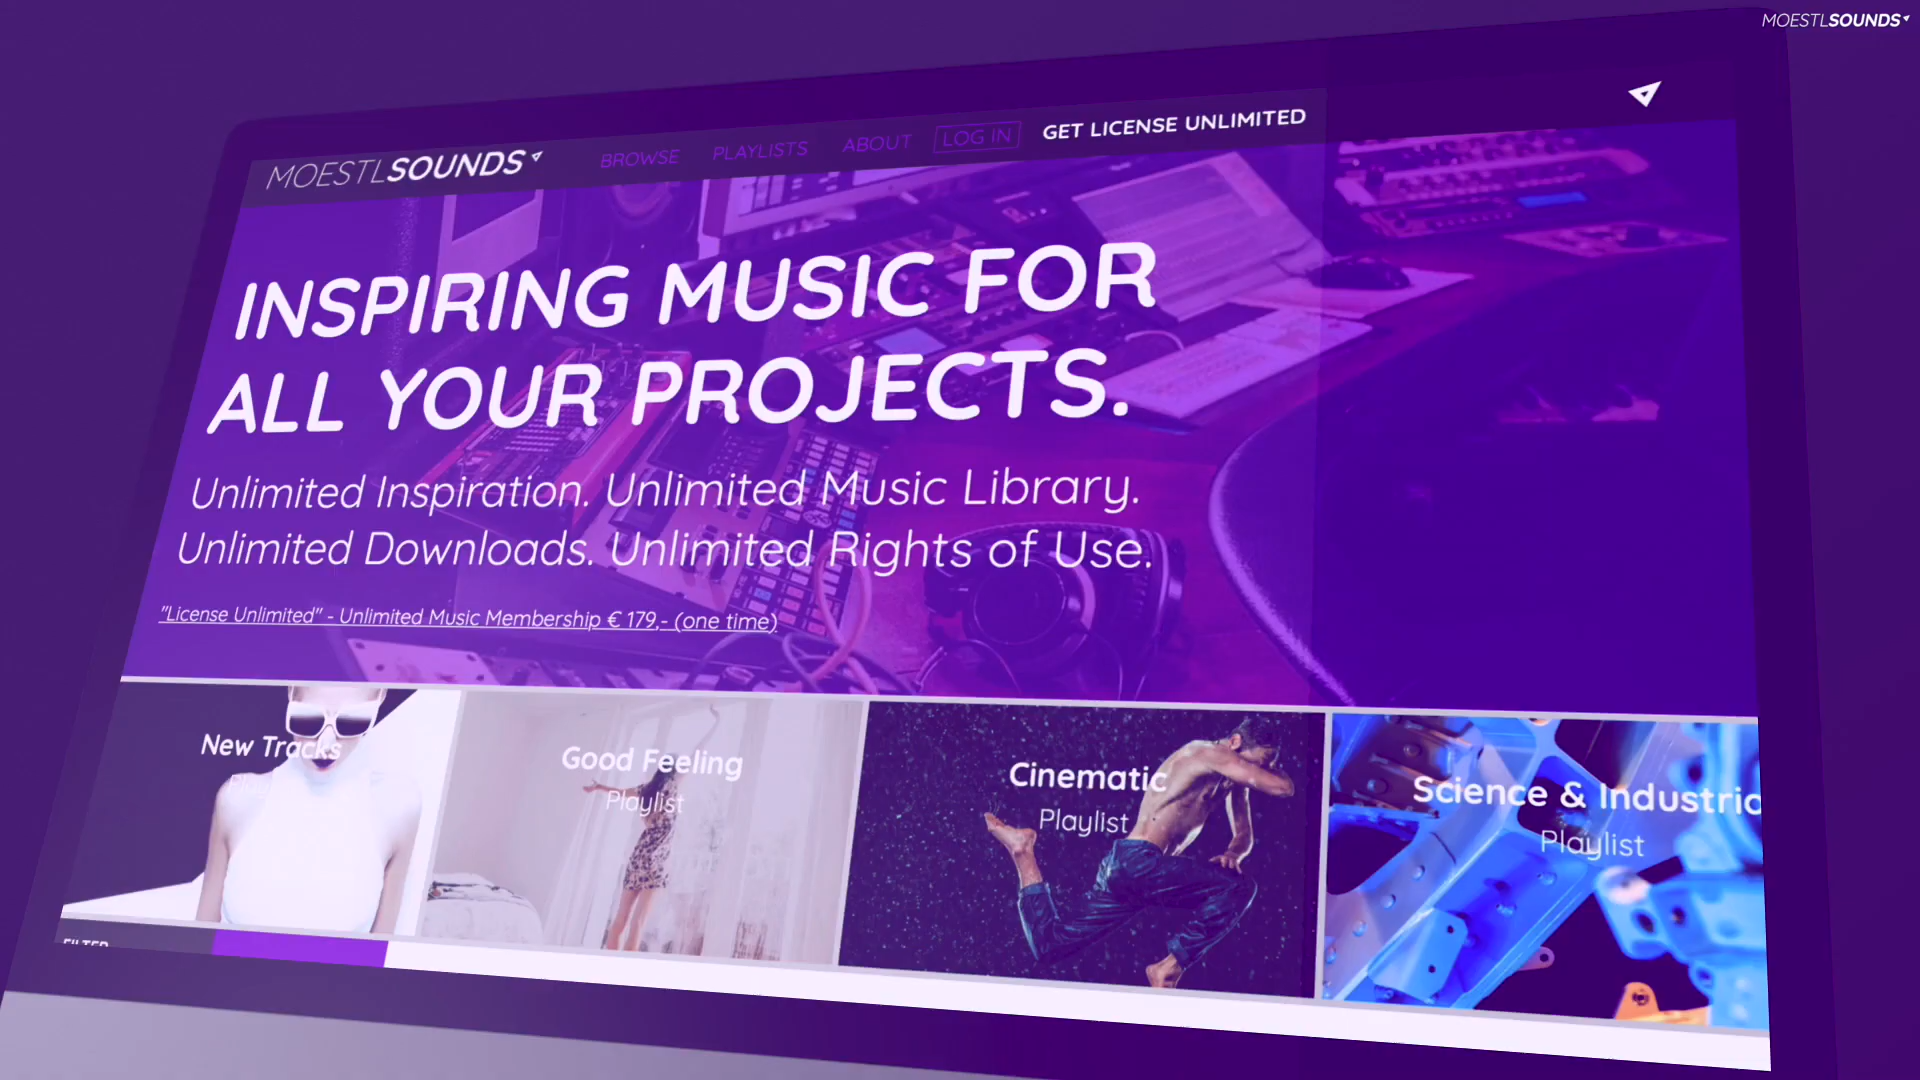 MOESTLSOUNDS
MOESTLSOUNDS
BROWSE
PLAYLISTS
ABOUT
LOG IN
GET LICENSE UNLIMITED
INSPIRING MUSIC FOR
ALL YOUR PROJECTS.
Unlimited Inspiration. Unlimited Music Library.
Unlimited Downloads. Unlimited Rights of Use.
"License Unlimited" - Unlimited Music Membership € 179,- (one time)
New Tracks
Good Feeling
Playlist
Cinematic
Playlist
Science & Industria
Playlist
FILTER